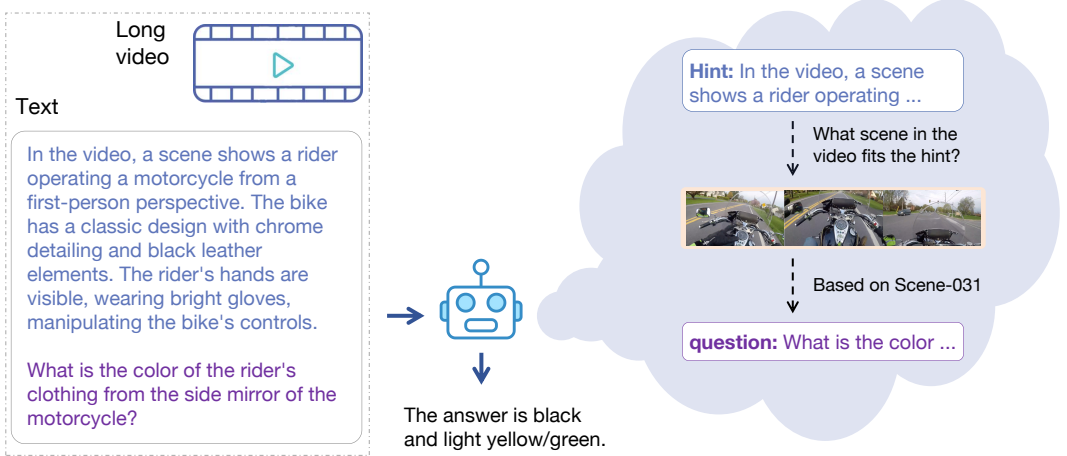 Long
video
Text
In the video, a scene shows a rider
operating a motorcycle from a
first-person perspective. The bike
has a classic design with chrome
detailing and black leather
elements. The rider's hands are
visible, wearing bright gloves,
manipulating the bike's controls.
What is the color of the rider's
clothing from the side mirror of the
motorcycle?
The answer is black
and light yellow/green.
Hint: In the video, a scene
shows a rider operating ...
What scene in the
video fits the hint?
Based on Scene-031
question: What is the color ...